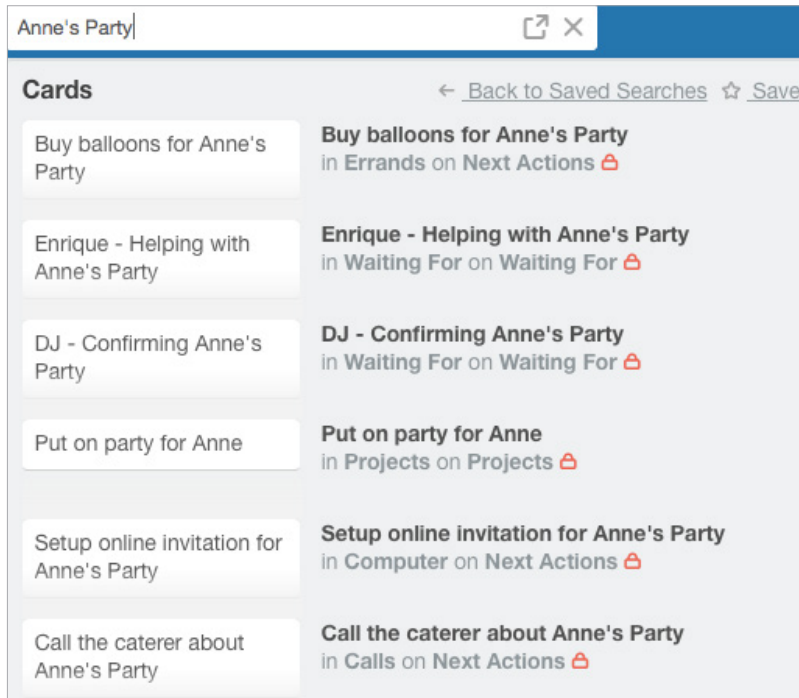 Anne's Party
Cards
← Back to Saved Searches ☆ Save
Buy balloons for Anne's
Party
Buy balloons for Anne's Party
in Errands on Next Actions
Enrique - Helping with
Anne's Party
Enrique - Helping with Anne's Party
in Waiting For on Waiting For
DJ - Confirming Anne's
Party
DJ - Confirming Anne's Party
in Waiting For on Waiting For
Put on party for Anne
Put on party for Anne
in Projects on Projects
Setup online invitation for
Anne's Party
Setup online invitation for Anne's Party
in Computer on Next Actions
Call the caterer about
Anne's Party
Call the caterer about Anne's Party
in Calls on Next Actions